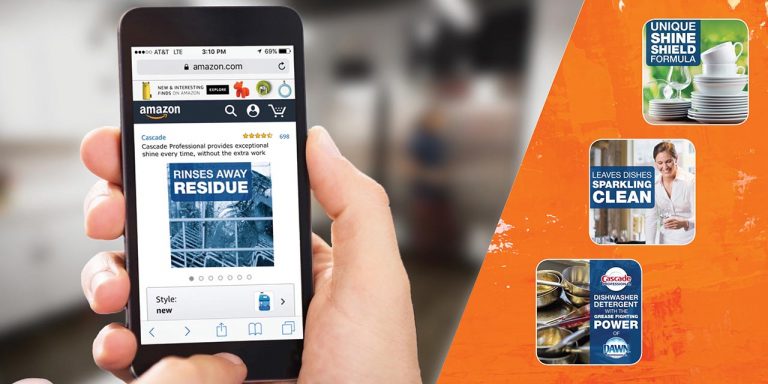 ●●○○○ AT&T LTE 3:10 PM 69%
amazon.com
NEW & INTERESTING
FINDS ON AMAZON
EXPLORE
amazon
Cascade 698
Cascade Professional provides exceptional
shine every time, without the extra work
RINSES AWAY
RESIDUE
Style:
new
UNIQUE
SHINE
SHIELD
FORMULA
LEAVES DISHES
SPARKLING
CLEAN
Cascade
PROFESSIONAL
DISHWASHER
DETERGENT
WITH THE
GREASE FIGHTING
POWER
OF
DAWN